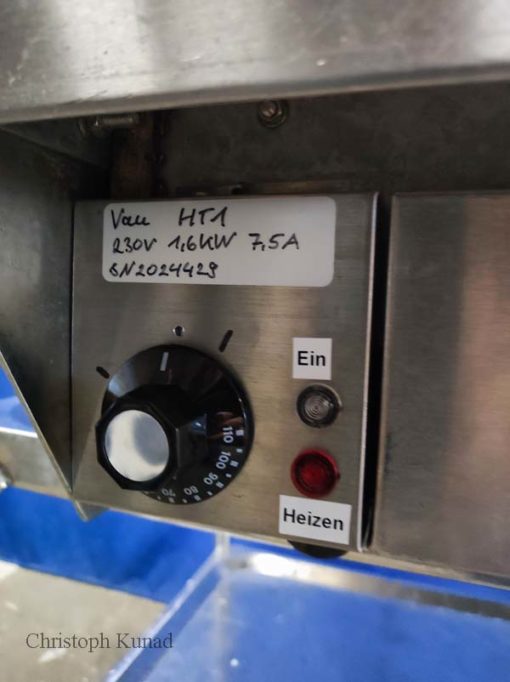 Vau HT1
230V 1,6KW 7,5A
SN2024429
Ein
110
100
90
80
70
Heizen
Christoph Kunad